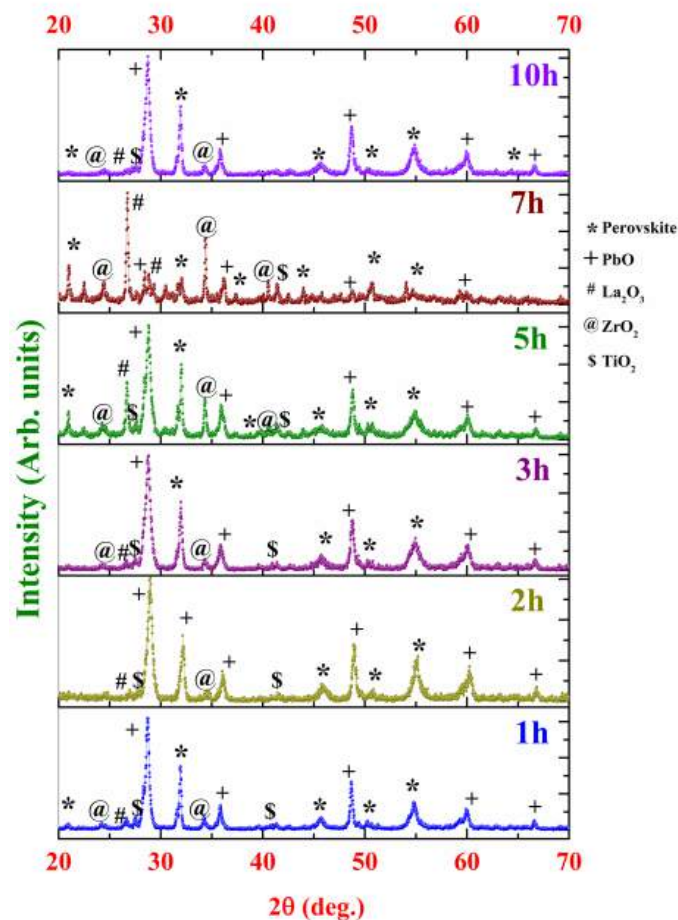 20 30 40 50 60 70
+ 10h
* * + + * +
@ # $ @ * * * +
# 7h
@
* + # * + @ $ * * * + +
@ * *
+ 5h
# * @ + +
* @ $ * @ $ * * * + +
+ 3h
* + + * +
@ # $ @ $ * * +
+ 2h
+ + + * +
# $ @ $ * * +
+ 1h
* + + * +
* @ # $ @ $ * * +
20 30 40 50 60 70
2θ (deg.)
Intensity (Arb. units)
* Perovskite
+ PbO
# La₂O₃
@ ZrO₂
$ TiO₂